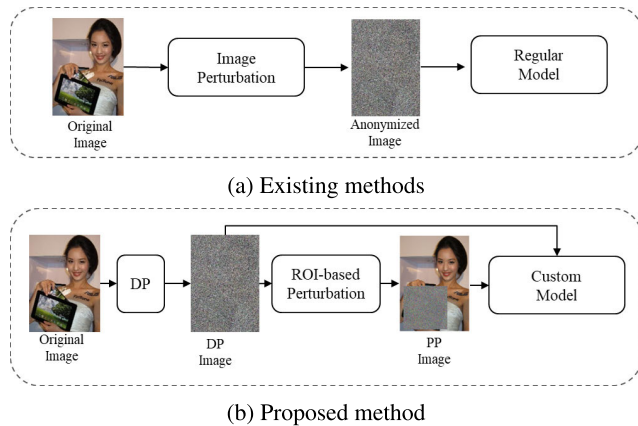 Original
Image
Image
Perturbation
Anonymized
Image
Regular
Model
(a) Existing methods
Original
Image
DP
DP
Image
ROI-based
Perturbation
PP
Image
Custom
Model
(b) Proposed method